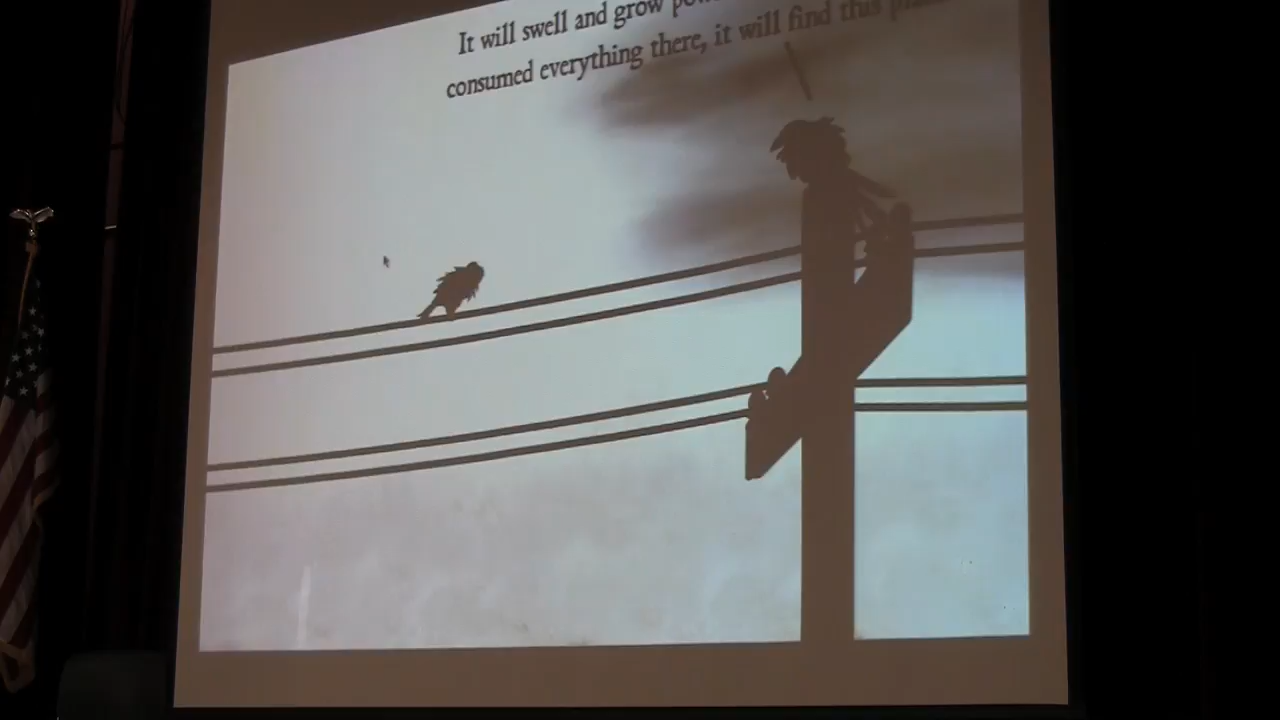 It will swell and grow
consumed everything there, it will find this